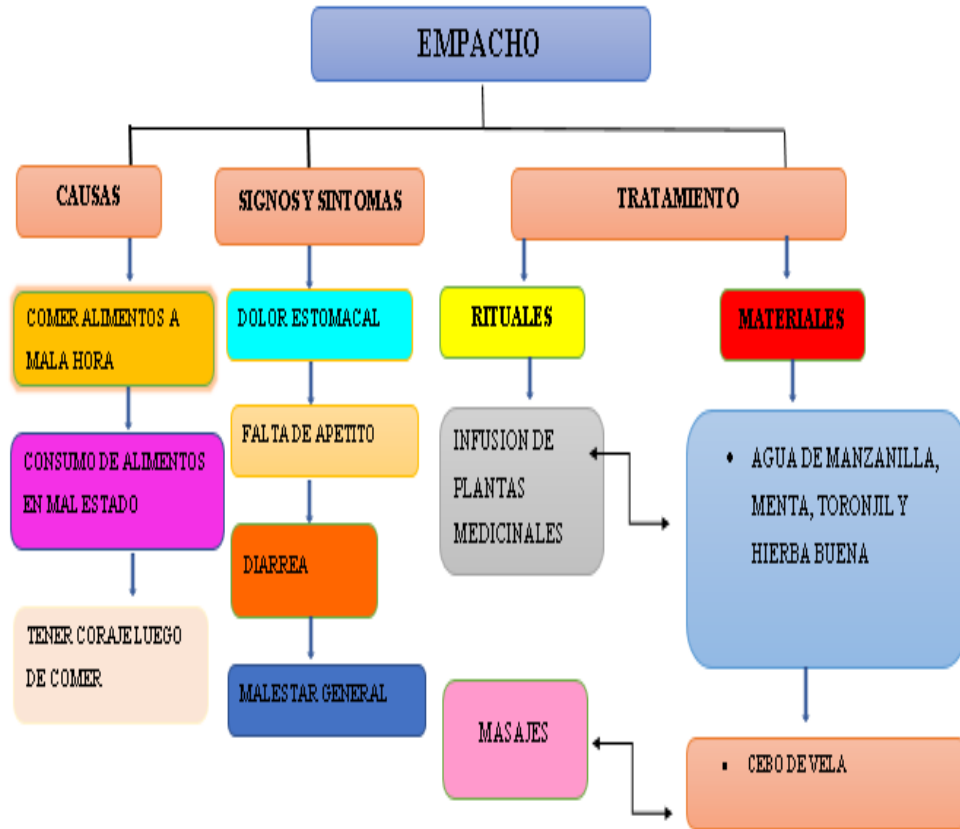 EMPACHO
CAUSAS
SIGNOS Y SINTOMAS
TRATAMIENTO
COMER ALIMENTOS A
MALA HORA
DOLOR ESTOMACAL
RITUALES
MATERIALES
CONSUMO DE ALIMENTOS
EN MAL ESTADO
FALTA DE APETITO
INFUSION DE
PLANTAS
MEDICINALES
• AGUA DE MANZANILLA,
MENTA, TORONJIL Y
HIERBA BUENA
DIARREA
TENER CORAJE LUEGO
DE COMER
MALESTAR GENERAL
MASAJES
▪ CEBO DE VELA